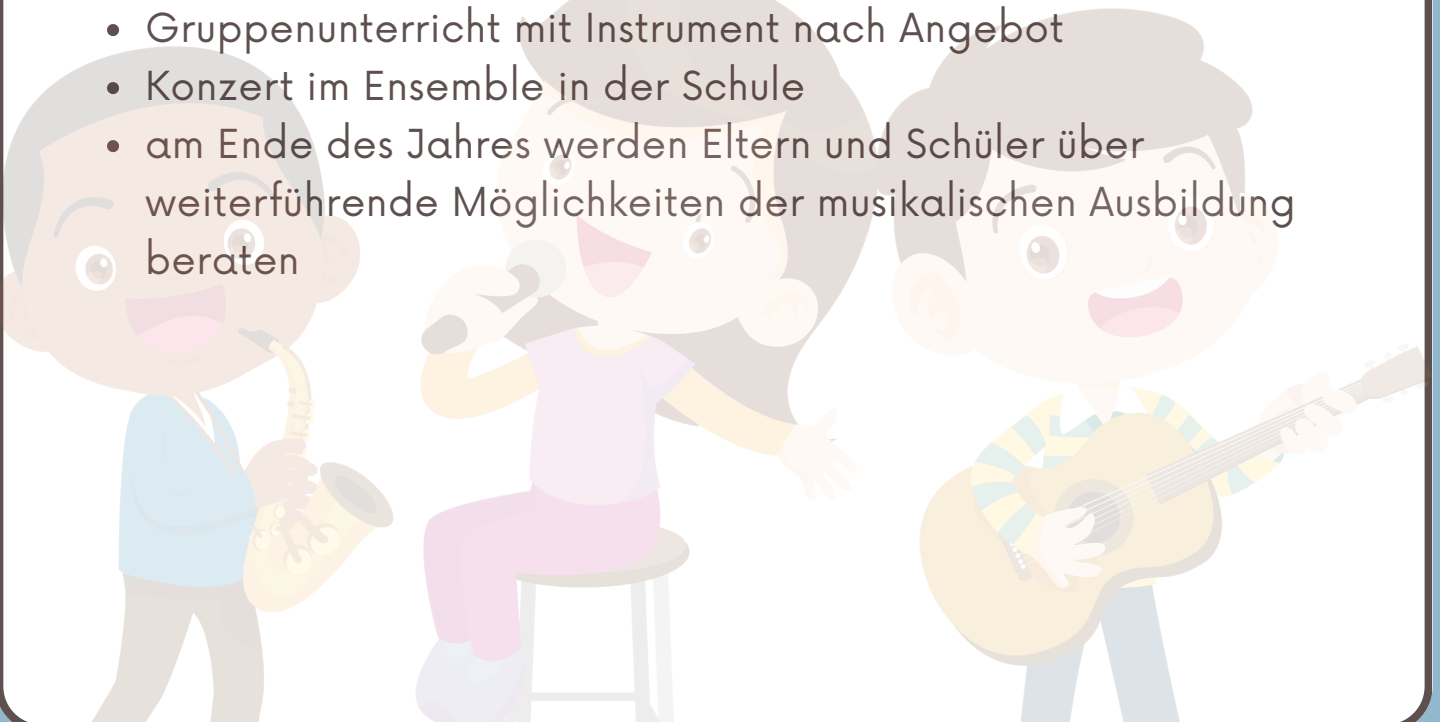 • Gruppenunterricht mit Instrument nach Angebot
• Konzert im Ensemble in der Schule
• am Ende des Jahres werden Eltern und Schüler über
weiterführende Möglichkeiten der musikalischen Ausbildung
beraten